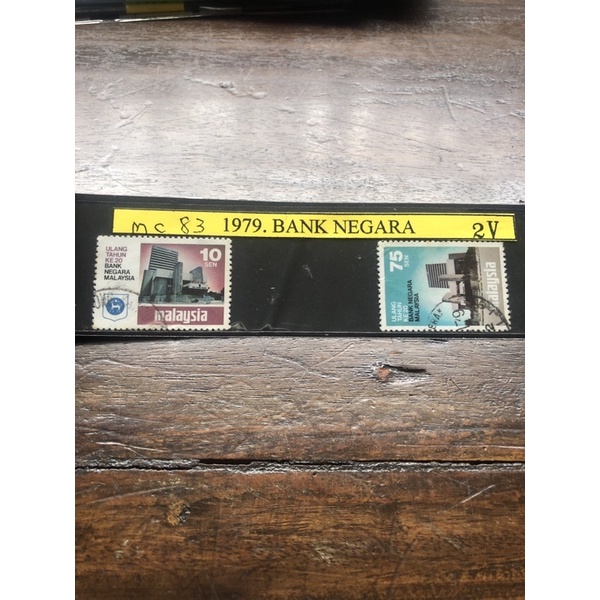 mc 83 1979. BANK NEGARA 2V
ULANG
TAHUN
KE 20
BANK
NEGARA
MALAYSIA
10
SEN
malaysia
75
SEN
ULANG
TAHUN
KE 20
BANK NEGARA
MALAYSIA
malaysia